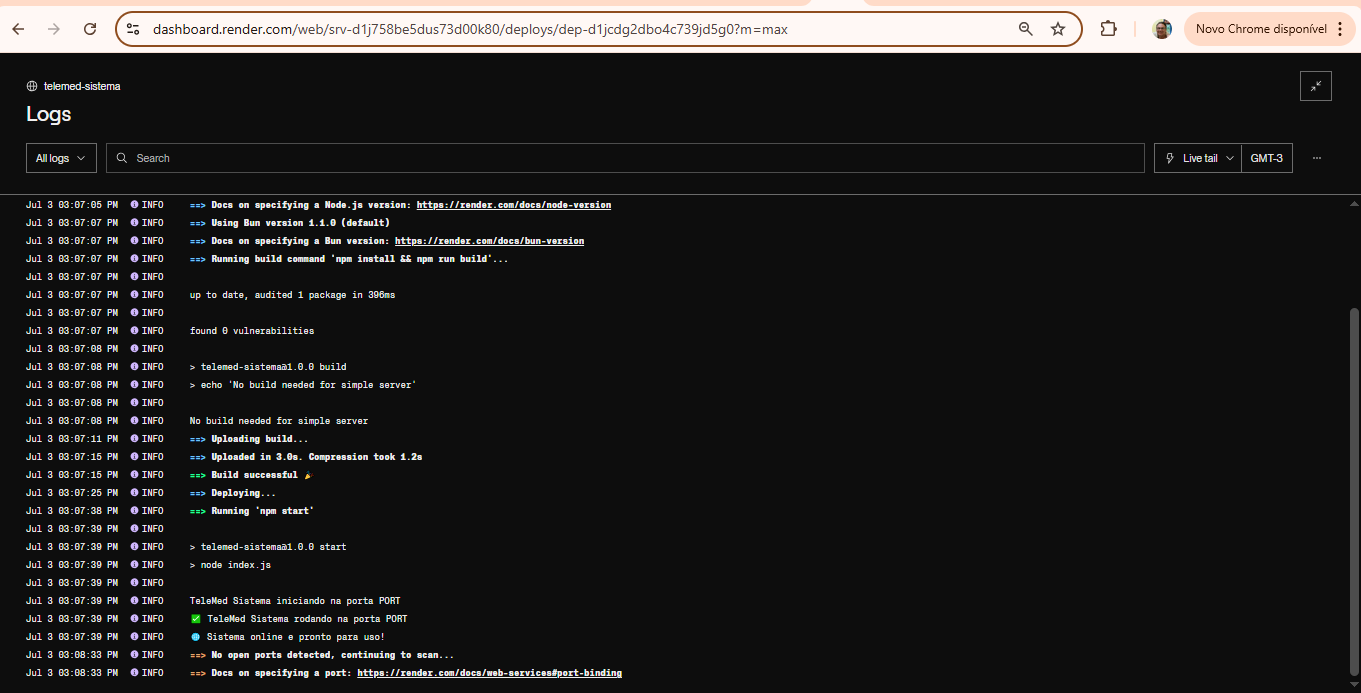 dashboard.render.com/web/srv-d1j758be5dus73d00k80/deploys/dep-d1jcdg2dbo4c739jd5g0?m=max
Novo Chrome disponível
telemed-sistema
Logs
All logs
Search
Live tail
GMT-3
Jul 3 03:07:05 PM INFO ==> Docs on specifying a Node.js version: https://render.com/docs/node-version
Jul 3 03:07:07 PM INFO ==> Using Bun version 1.1.0 (default)
Jul 3 03:07:07 PM INFO ==> Docs on specifying a Bun version: https://render.com/docs/bun-version
Jul 3 03:07:07 PM INFO ==> Running build command 'npm install && npm run build'...
Jul 3 03:07:07 PM INFO
Jul 3 03:07:07 PM INFO up to date, audited 1 package in 396ms
Jul 3 03:07:07 PM INFO
Jul 3 03:07:07 PM INFO found 0 vulnerabilities
Jul 3 03:07:08 PM INFO
Jul 3 03:07:08 PM INFO > telemed-sistema@1.0.0 build
Jul 3 03:07:08 PM INFO > echo 'No build needed for simple server'
Jul 3 03:07:08 PM INFO
Jul 3 03:07:08 PM INFO No build needed for simple server
Jul 3 03:07:11 PM INFO ==> Uploading build...
Jul 3 03:07:15 PM INFO ==> Uploaded in 3.0s. Compression took 1.2s
Jul 3 03:07:15 PM INFO ==> Build successful 🎉
Jul 3 03:07:25 PM INFO ==> Deploying...
Jul 3 03:07:38 PM INFO ==> Running 'npm start'
Jul 3 03:07:39 PM INFO
Jul 3 03:07:39 PM INFO > telemed-sistema@1.0.0 start
Jul 3 03:07:39 PM INFO > node index.js
Jul 3 03:07:39 PM INFO
Jul 3 03:07:39 PM INFO TeleMed Sistema iniciando na porta PORT
Jul 3 03:07:39 PM INFO ✅ TeleMed Sistema rodando na porta PORT
Jul 3 03:07:39 PM INFO 🌐 Sistema online e pronto para uso!
Jul 3 03:08:33 PM INFO ==> No open ports detected, continuing to scan...
Jul 3 03:08:33 PM INFO ==> Docs on specifying a port: https://render.com/docs/web-services#port-binding